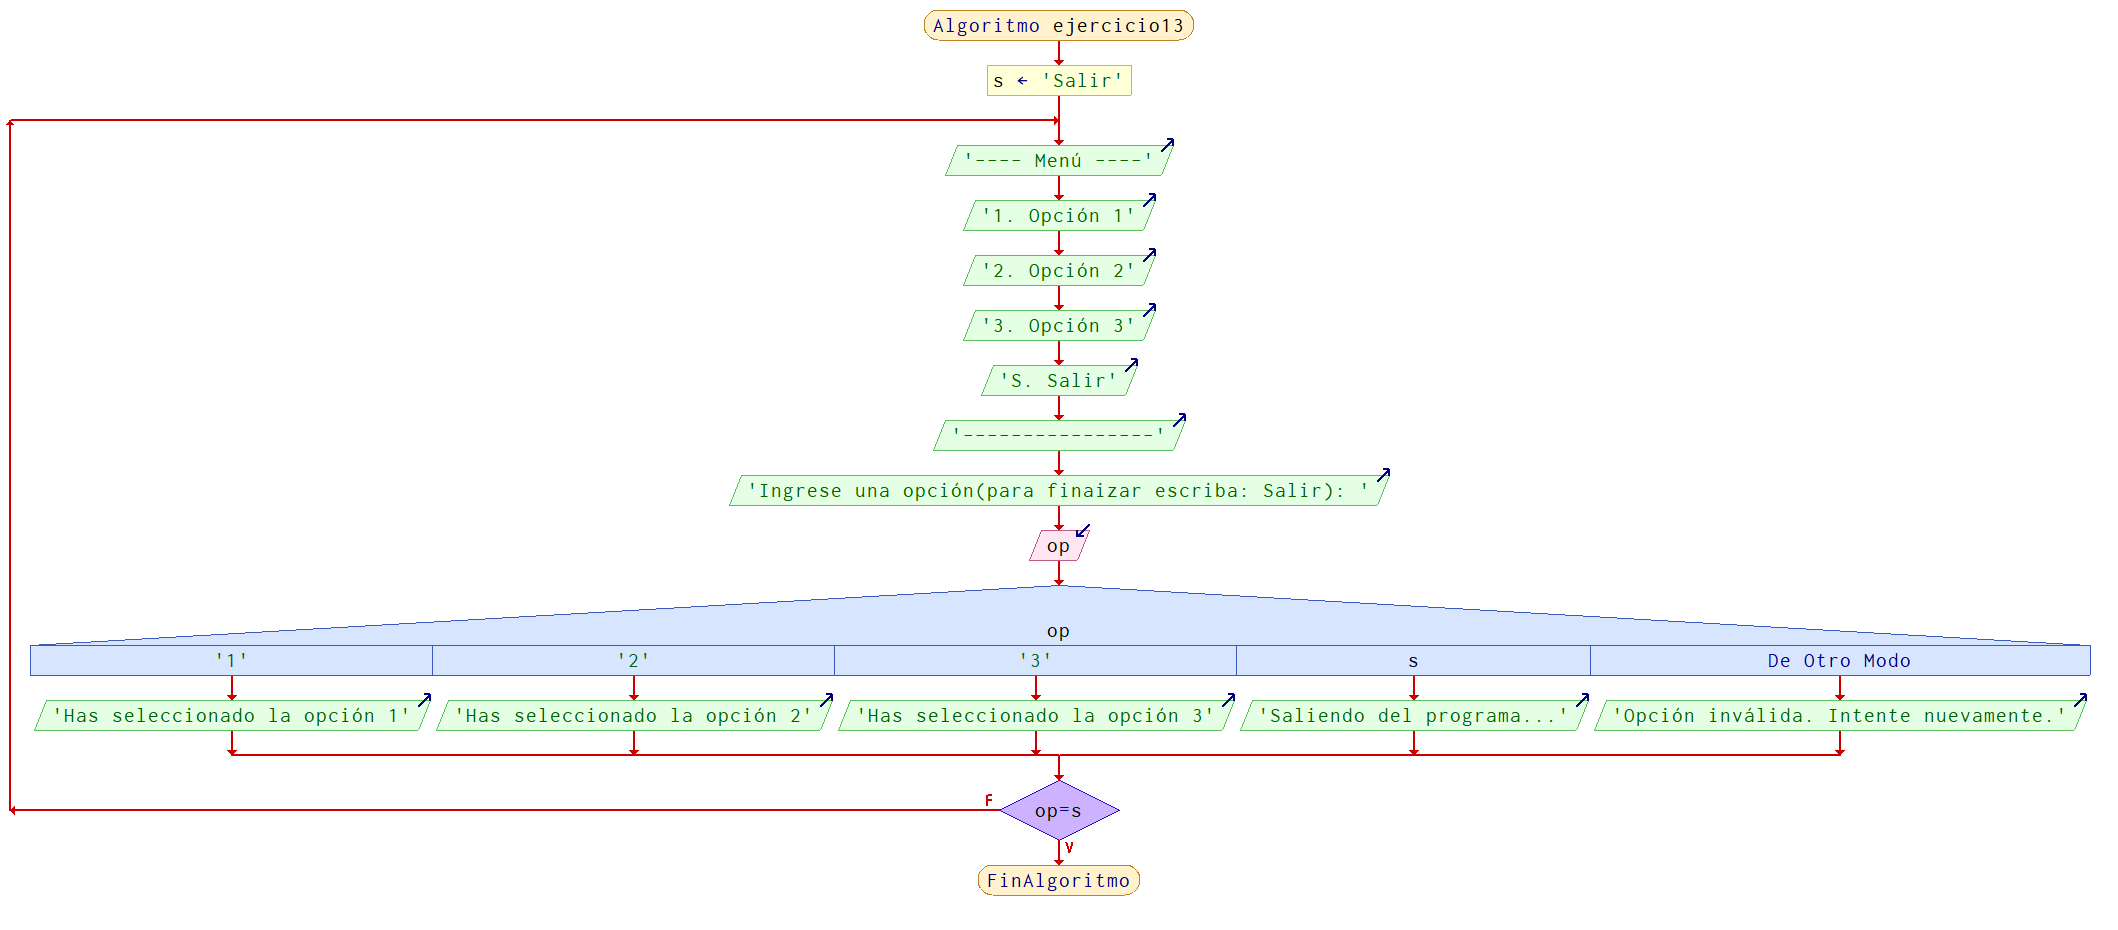 Algoritmo ejercicio13
s ← 'Salir'
'---- Menú ----'
'1. Opción 1'
'2. Opción 2'
'3. Opción 3'
'S. Salir'
'----------------'
'Ingrese una opción(para finaizar escriba: Salir): '
op
op
'1' '2' '3' s De Otro Modo
'Has seleccionado la opción 1' 'Has seleccionado la opción 2' 'Has seleccionado la opción 3' 'Saliendo del programa...' 'Opción inválida. Intente nuevamente.'
F
op=s
V
FinAlgoritmo